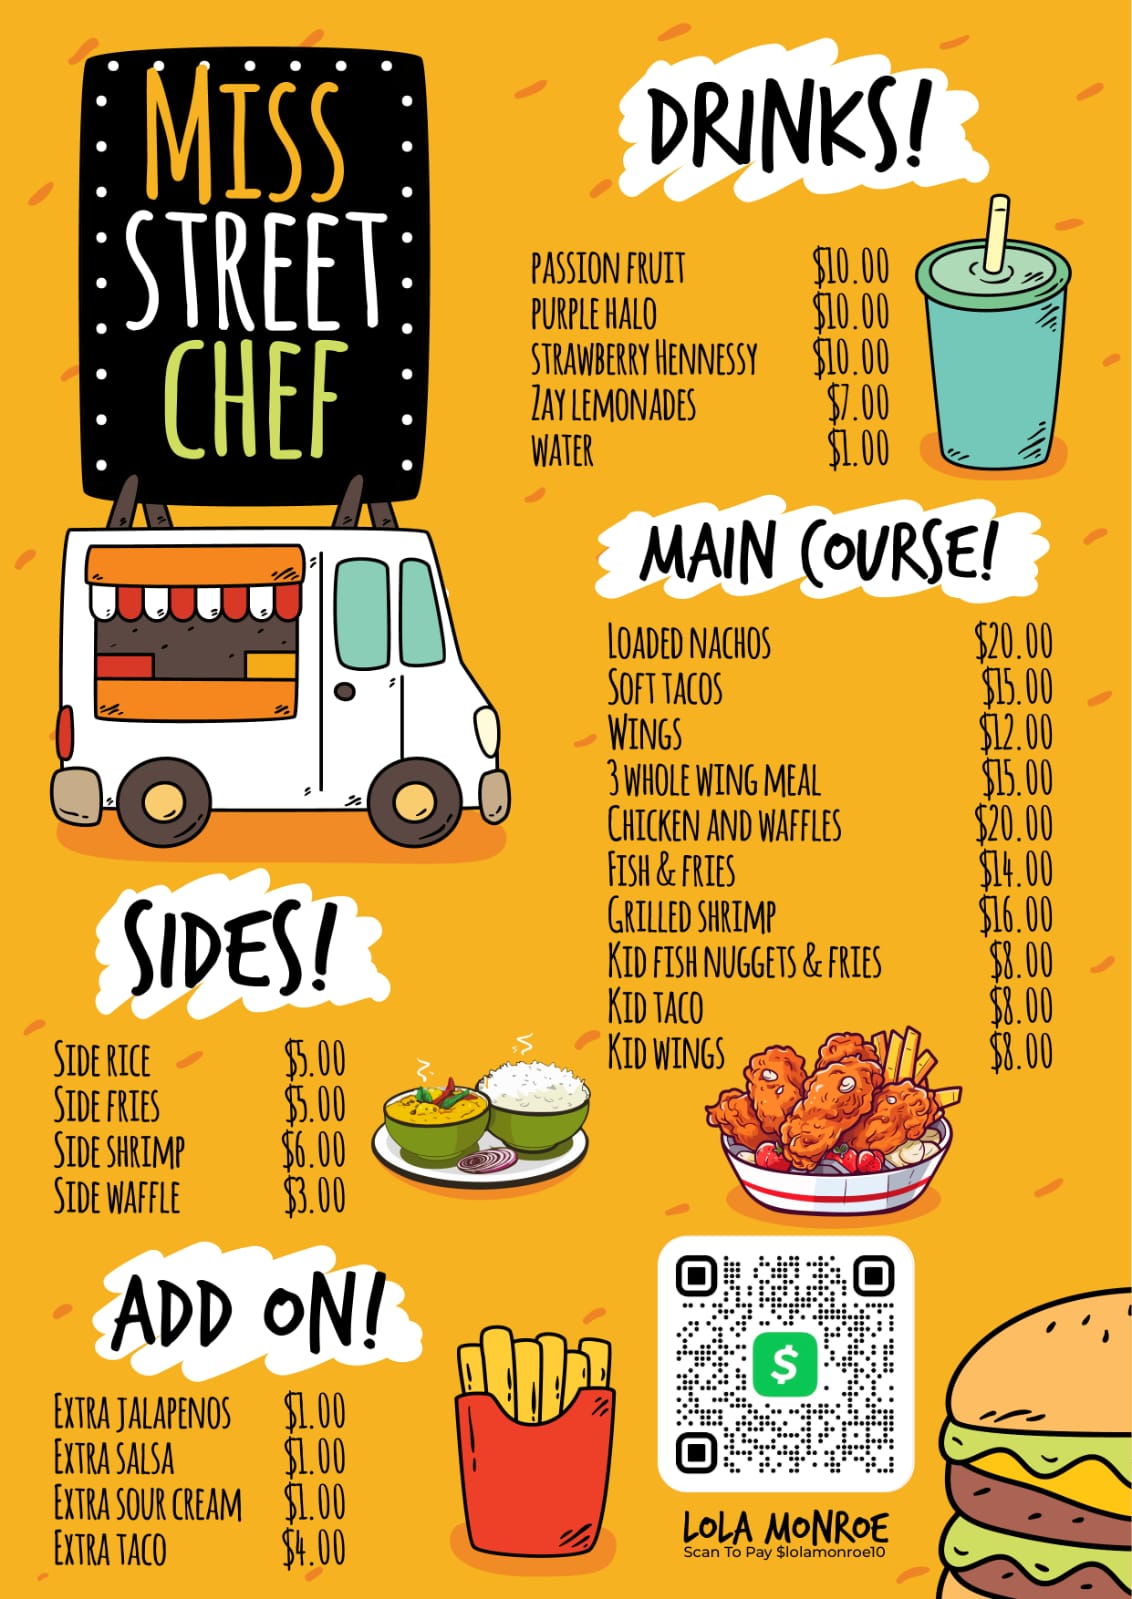 MISS
STREET
CHEF
DRINKS!
PASSION FRUIT $10.00
PURPLE HALO $10.00
STRAWBERRY HENNESSY $10.00
ZAY LEMONADES $7.00
WATER $1.00
MAIN COURSE!
LOADED NACHOS $20.00
SOFT TACOS $15.00
WINGS $12.00
3 WHOLE WING MEAL $15.00
CHICKEN AND WAFFLES $20.00
FISH & FRIES $14.00
GRILLED SHRIMP $16.00
KID FISH NUGGETS & FRIES $8.00
KID TACO $8.00
KID WINGS $8.00
SIDES!
SIDE RICE $5.00
SIDE FRIES $5.00
SIDE SHRIMP $6.00
SIDE WAFFLE $3.00
ADD ON!
EXTRA JALAPENOS $1.00
EXTRA SALSA $1.00
EXTRA SOUR CREAM $1.00
EXTRA TACO $4.00
$
LOLA MONROE
Scan To Pay $lolamonroe10